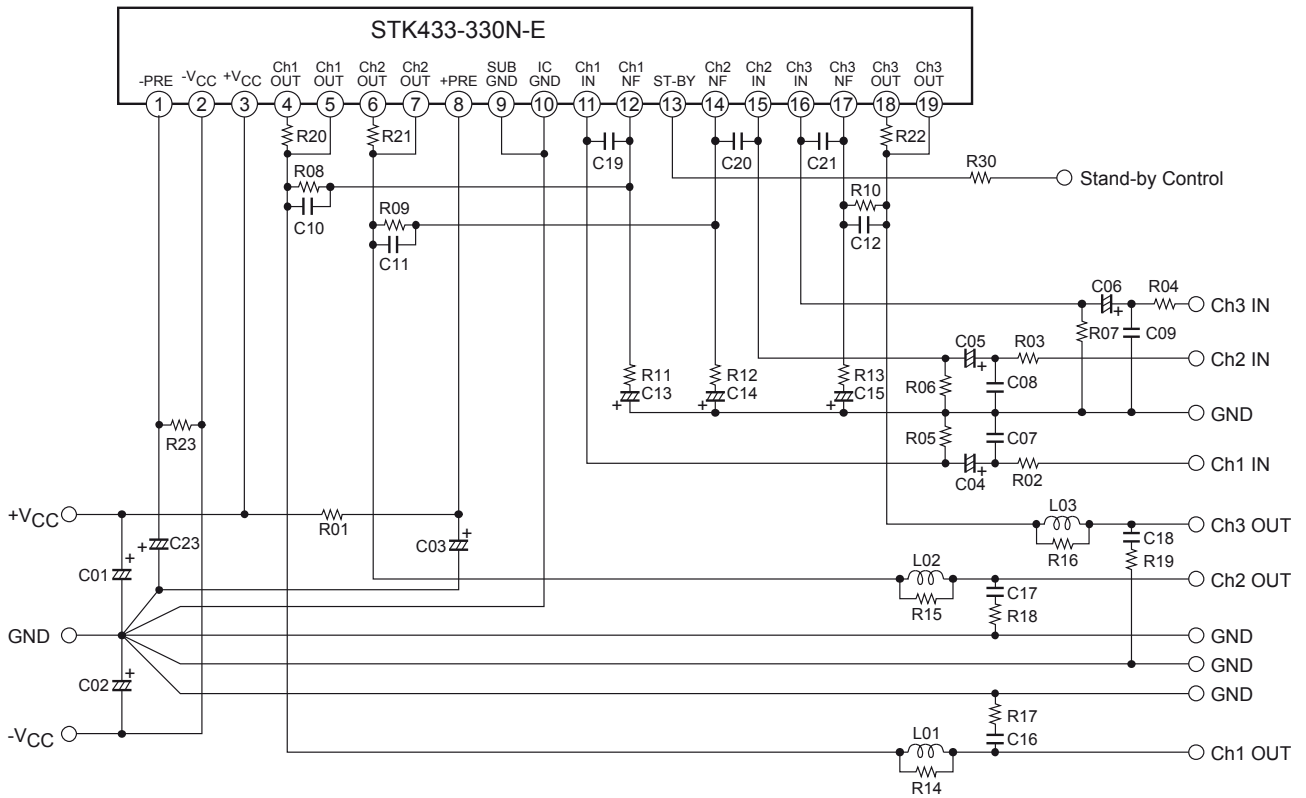 STK433-330N-E
-PRE -VCC +VCC Ch1 OUT Ch1 OUT Ch2 OUT Ch2 OUT +PRE SUB GND IC GND Ch1 IN Ch1 NF ST-BY Ch2 NF Ch2 IN Ch3 IN Ch3 NF Ch3 OUT Ch3 OUT
1 2 3 4 5 6 7 8 9 10 11 12 13 14 15 16 17 18 19
R20 R21 C19 C20 C21 R22
R30 Stand-by Control
R08 R10
C10 R09 C12
C11
C06 R04 Ch3 IN
R07 C09
C05 R03 Ch2 IN
R11 R12 R13 R06 C08
C13 C14 C15
+ + + + +
GND
R23 R05 C07
C04 R02 Ch1 IN
+
+VCC R01 L03 Ch3 OUT
+ C23 C03 + R16 C18
C01 + R19
L02 Ch2 OUT
R15 C17
R18
GND GND
GND
C02 + GND
R17
-VCC C16
L01 Ch1 OUT
R14